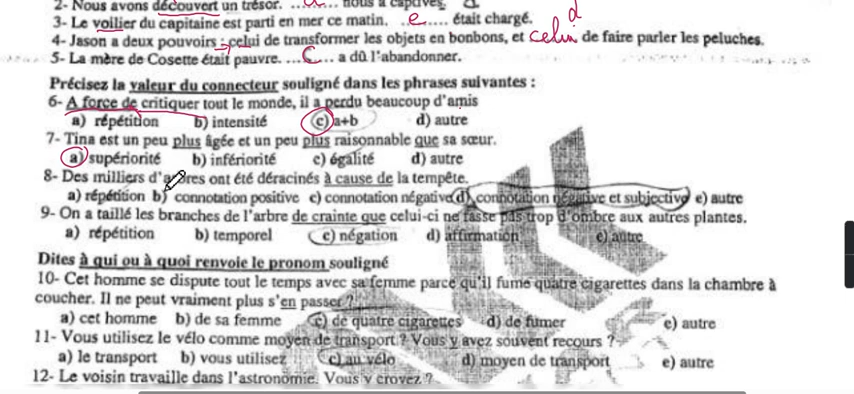 2- Nous avons découvert un trésor. ...... nous a captivés.
3- Le voilier du capitaine est parti en mer ce matin. ..e.... était chargé.
4- Jason a deux pouvoirs : celui de transformer les objets en bonbons, et celui d de faire parler les peluches.
5- La mère de Cosette était pauvre. ...C... a dû l'abandonner.
Précisez la valeur du connecteur souligné dans les phrases suivantes :
6- A force de critiquer tout le monde, il a perdu beaucoup d'amis
a) répétition b) intensité c) a+b d) autre
7- Tina est un peu plus âgée et un peu plus raisonnable que sa sœur.
a) supériorité b) infériorité c) égalité d) autre
8- Des milliers d'arbres ont été déracinés à cause de la tempête.
a) répétition b) connotation positive c) connotation négative d) connotation négative et subjective e) autre
9- On a taillé les branches de l'arbre de crainte que celui-ci ne fasse pas trop d'ombre aux autres plantes.
a) répétition b) temporel c) négation d) affirmation e) autre
Dites à qui ou à quoi renvoie le pronom souligné
10- Cet homme se dispute tout le temps avec sa femme parce qu'il fume quatre cigarettes dans la chambre à
coucher. Il ne peut vraiment plus s'en passer ?
a) cet homme b) de sa femme c) de quatre cigarettes d) de fumer e) autre
11- Vous utilisez le vélo comme moyen de transport ? Vous y avez souvent recours ?
a) le transport b) vous utilisez c) au vélo d) moyen de transport e) autre
12- Le voisin travaille dans l'astronomie. Vous y croyez ?